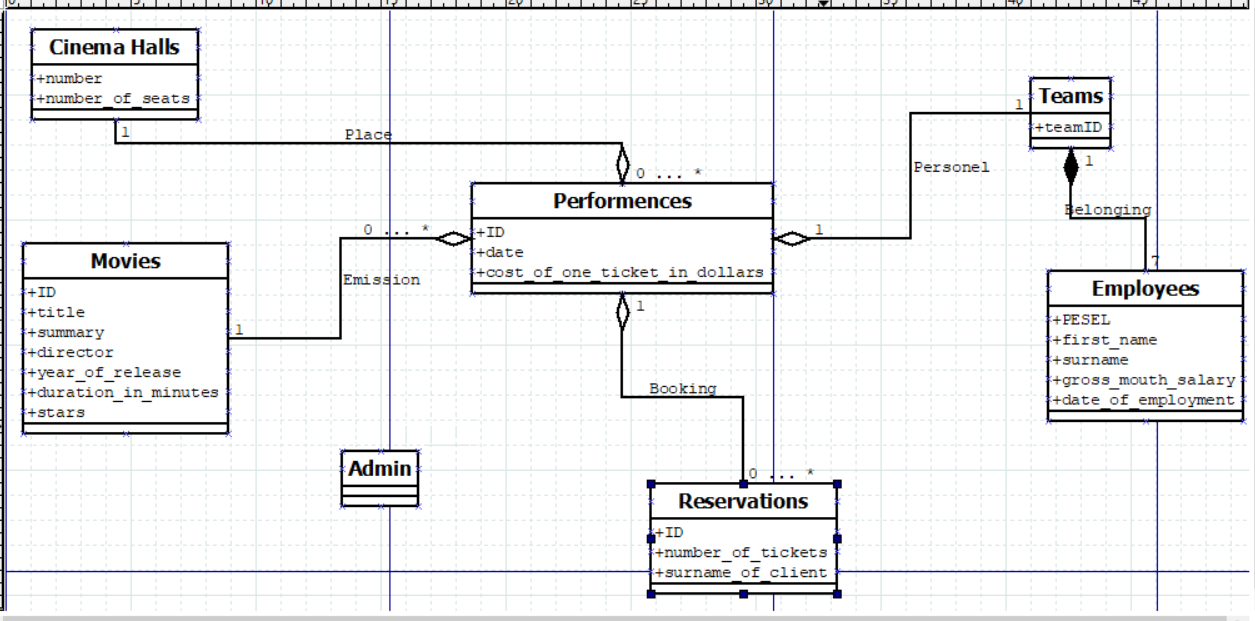 Cinema Halls
+number
+number_of_seats
1
Place
0 ... *
Performences
+ID
+date
+cost_of_one_ticket_in_dollars
1
Teams
+teamID
1
Personel
1
Belonging
7
Employees
+PESEL
+first_name
+surname
+gross_mouth_salary
+date_of_employment
0 ... *
Emission
1
Movies
+ID
+title
+summary
+director
+year_of_release
+duration_in_minutes
+stars
1
Booking
0 ... *
Admin
Reservations
+ID
+number_of_tickets
+surname_of_client